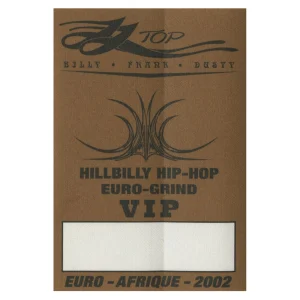 ZZ TOP
BILLY • FRANK • DUSTY
HILLBILLY HIP-HOP
EURO-GRIND
VIP
EURO - AFRIQUE - 2002